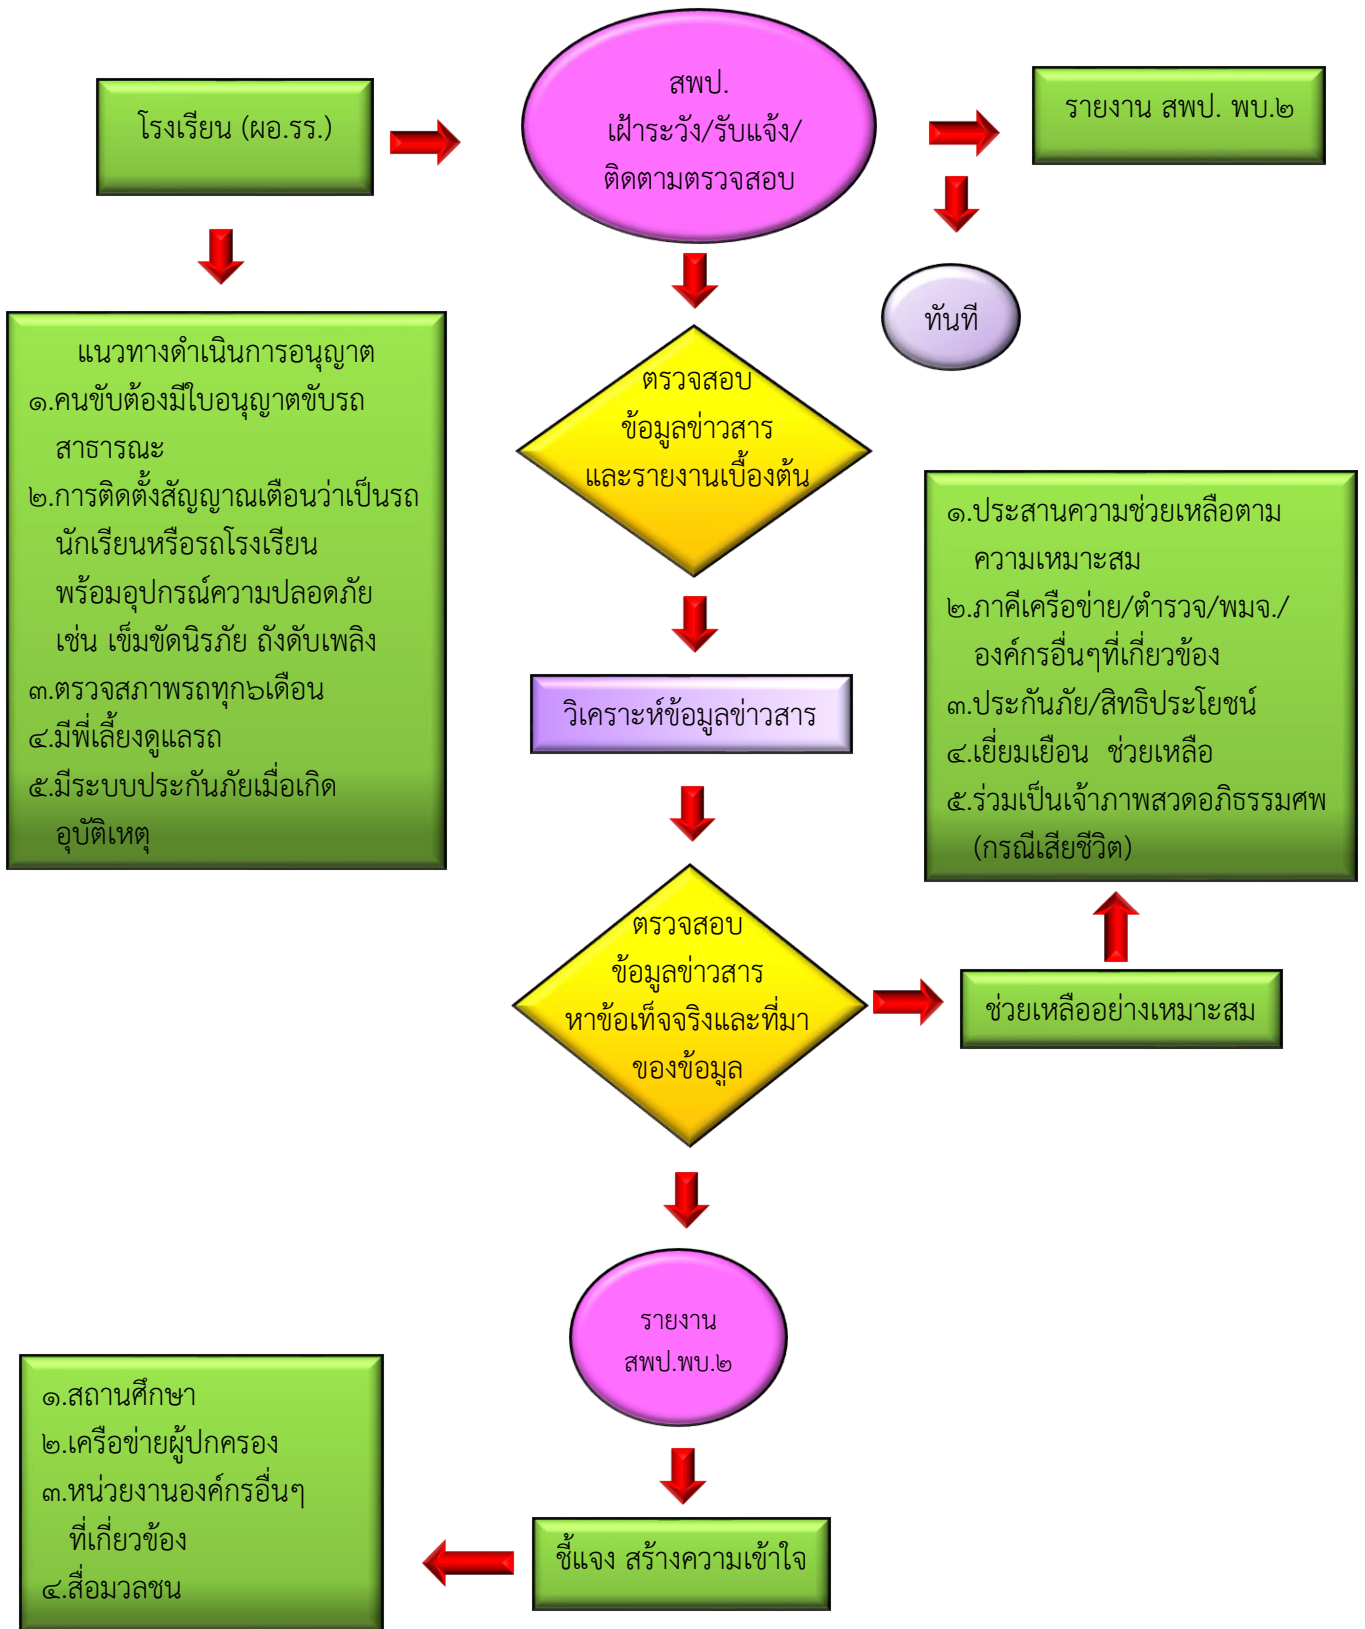 โรงเรียน (ผอ.รร.)
สพป.
เฝ้าระวัง/รับแจ้ง/
ติดตามตรวจสอบ
รายงาน สพป. พบ.๒
ทันที
แนวทางดำเนินการอนุญาต
๑.คนขับต้องมีใบอนุญาตขับรถ
สาธารณะ
๒.การติดตั้งสัญญาณเตือนว่าเป็นรถ
นักเรียนหรือรถโรงเรียน
พร้อมอุปกรณ์ความปลอดภัย
เช่น เข็มขัดนิรภัย ถังดับเพลิง
๓.ตรวจสภาพรถทุก๖เดือน
๔.มีพี่เลี้ยงดูแลรถ
๕.มีระบบประกันภัยเมื่อเกิด
อุบัติเหตุ
ตรวจสอบ
ข้อมูลข่าวสาร
และรายงานเบื้องต้น
วิเคราะห์ข้อมูลข่าวสาร
๑.ประสานความช่วยเหลือตาม
ความเหมาะสม
๒.ภาคีเครือข่าย/ตำรวจ/พมจ./
องค์กรอื่นๆที่เกี่ยวข้อง
๓.ประกันภัย/สิทธิประโยชน์
๔.เยี่ยมเยือน ช่วยเหลือ
๕.ร่วมเป็นเจ้าภาพสวดอภิธรรมศพ
(กรณีเสียชีวิต)
ตรวจสอบ
ข้อมูลข่าวสาร
หาข้อเท็จจริงและที่มา
ของข้อมูล
ช่วยเหลืออย่างเหมาะสม
รายงาน
สพป.พบ.๒
ชี้แจง สร้างความเข้าใจ
๑.สถานศึกษา
๒.เครือข่ายผู้ปกครอง
๓.หน่วยงานองค์กรอื่นๆ
ที่เกี่ยวข้อง
๔.สื่อมวลชน